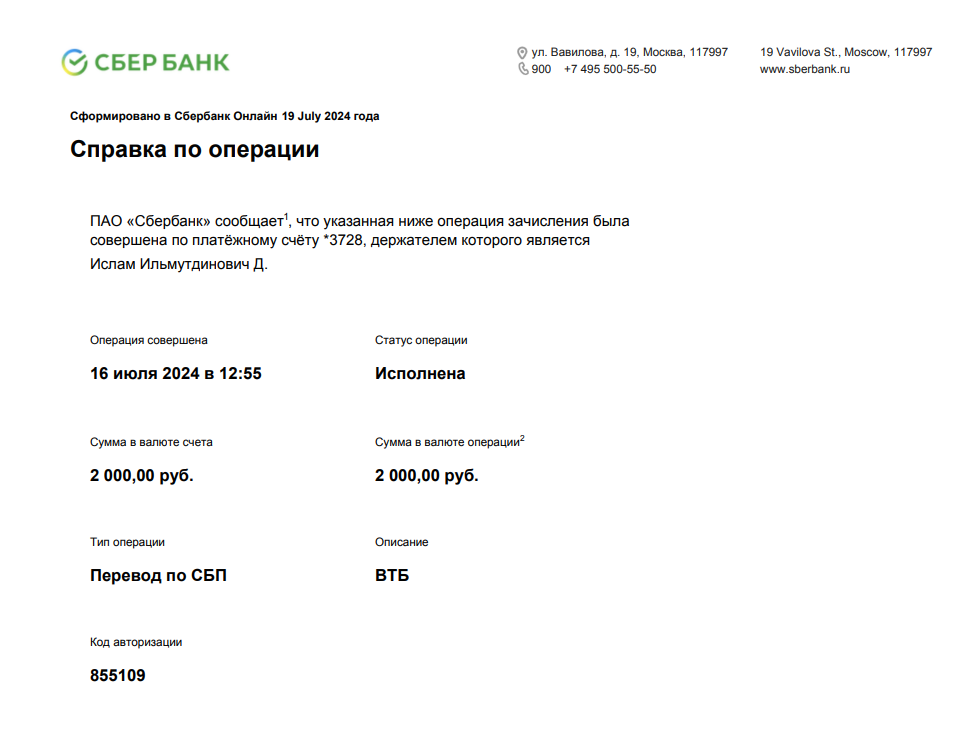 СБЕР БАНК
ул. Вавилова, д. 19, Москва, 117997
900 +7 495 500-55-50
19 Vavilova St., Moscow, 117997
www.sberbank.ru
Сформировано в Сбербанк Онлайн 19 July 2024 года
Справка по операции
ПАО «Сбербанк» сообщает¹, что указанная ниже операция зачисления была
совершена по платёжному счёту *3728, держателем которого является
Ислам Ильмутдинович Д.
Операция совершена
16 июля 2024 в 12:55
Статус операции
Исполнена
Сумма в валюте счета
2 000,00 руб.
Сумма в валюте операции²
2 000,00 руб.
Тип операции
Перевод по СБП
Описание
ВТБ
Код авторизации
855109